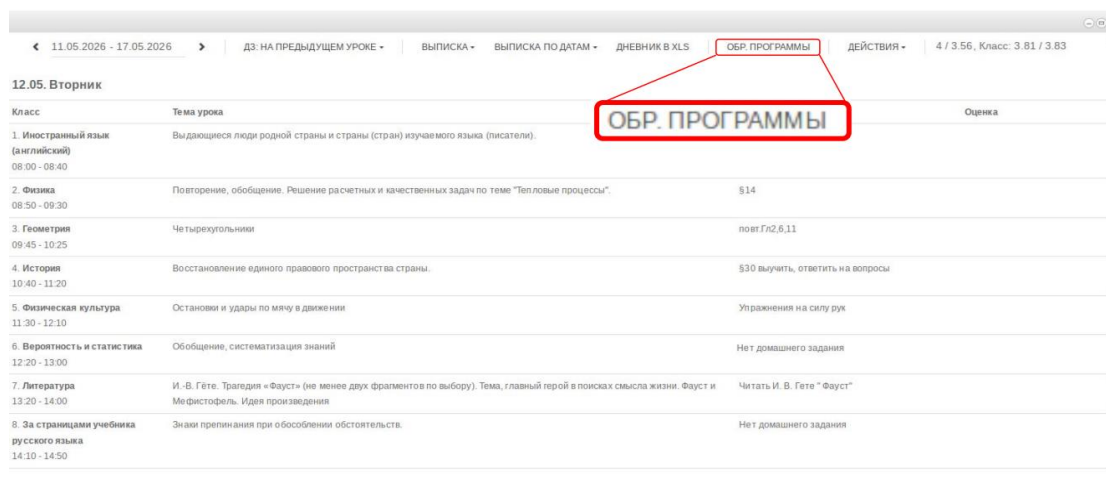 11.05.2026 - 17.05.2026 ДЗ: НА ПРЕДЫДУЩЕМ УРОКЕ ВЫПИСКА ВЫПИСКА ПО ДАТАМ ДНЕВНИК В XLS ОБР. ПРОГРАММЫ ДЕЙСТВИЯ 4 / 3.56, Класс: 3.81 / 3.83
12.05. Вторник
ОБР. ПРОГРАММЫ
Класс Тема урока Оценка
1. Иностранный язык Выдающиеся люди родной страны и страны (стран) изучаемого языка (писатели).
(английский)
08:00 - 08:40
2. Физика Повторение, обобщение. Решение расчетных и качественных задач по теме "Тепловые процессы". §14
08:50 - 09:30
3. Геометрия Четырехугольники повт.Гл2,6,11
09:45 - 10:25
4. История Восстановление единого правового пространства страны. §30 выучить, ответить на вопросы
10:40 - 11:20
5. Физическая культура Остановки и удары по мячу в движении Упражнения на силу рук
11:30 - 12:10
6. Вероятность и статистика Обобщение, систематизация знаний Нет домашнего задания
12:20 - 13:00
7. Литература И.-В. Гёте. Трагедия «Фауст» (не менее двух фрагментов по выбору). Тема, главный герой в поисках смысла жизни. Фауст и Читать И. В. Гете " Фауст"
13:20 - 14:00 Мефистофель. Идея произведения
8. За страницами учебника Знаки препинания при обособлении обстоятельств. Нет домашнего задания
русского языка
14:10 - 14:50